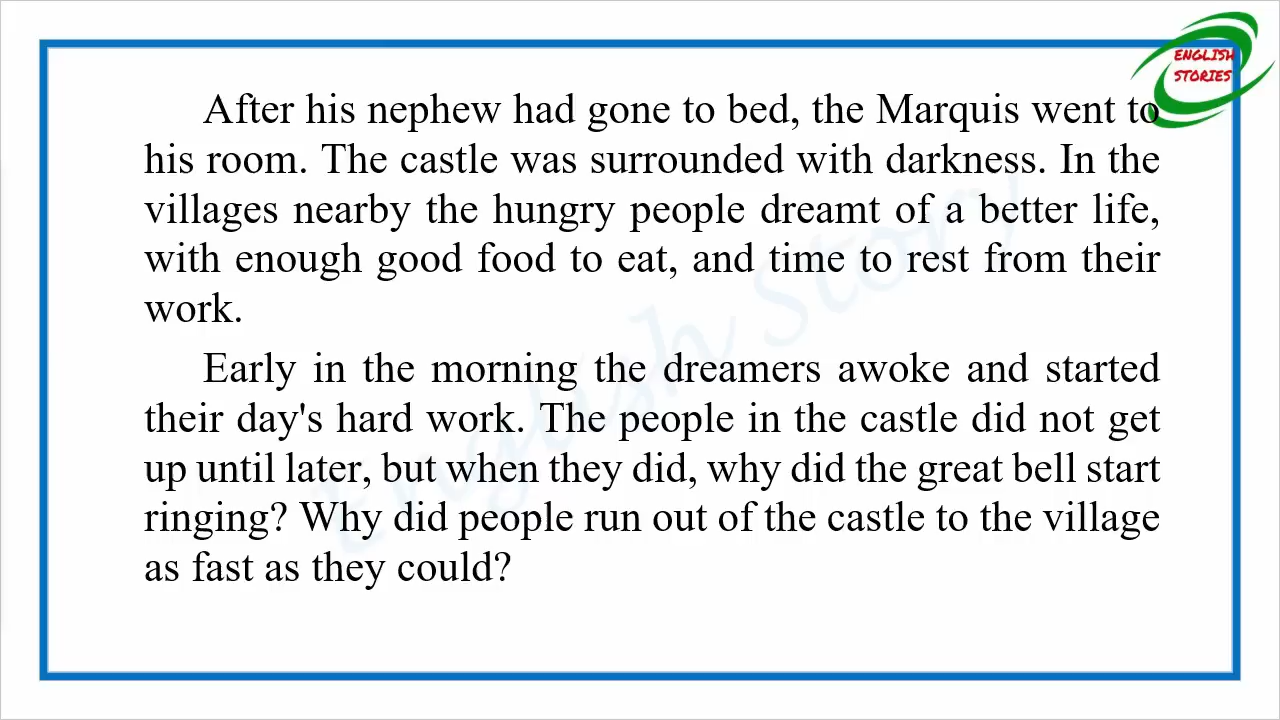 ENGLISH
STORIES
After his nephew had gone to bed, the Marquis went to
his room. The castle was surrounded with darkness. In the
villages nearby the hungry people dreamt of a better life,
with enough good food to eat, and time to rest from their
work.
Early in the morning the dreamers awoke and started
their day's hard work. The people in the castle did not get
up until later, but when they did, why did the great bell start
ringing? Why did people run out of the castle to the village
as fast as they could?
English Story